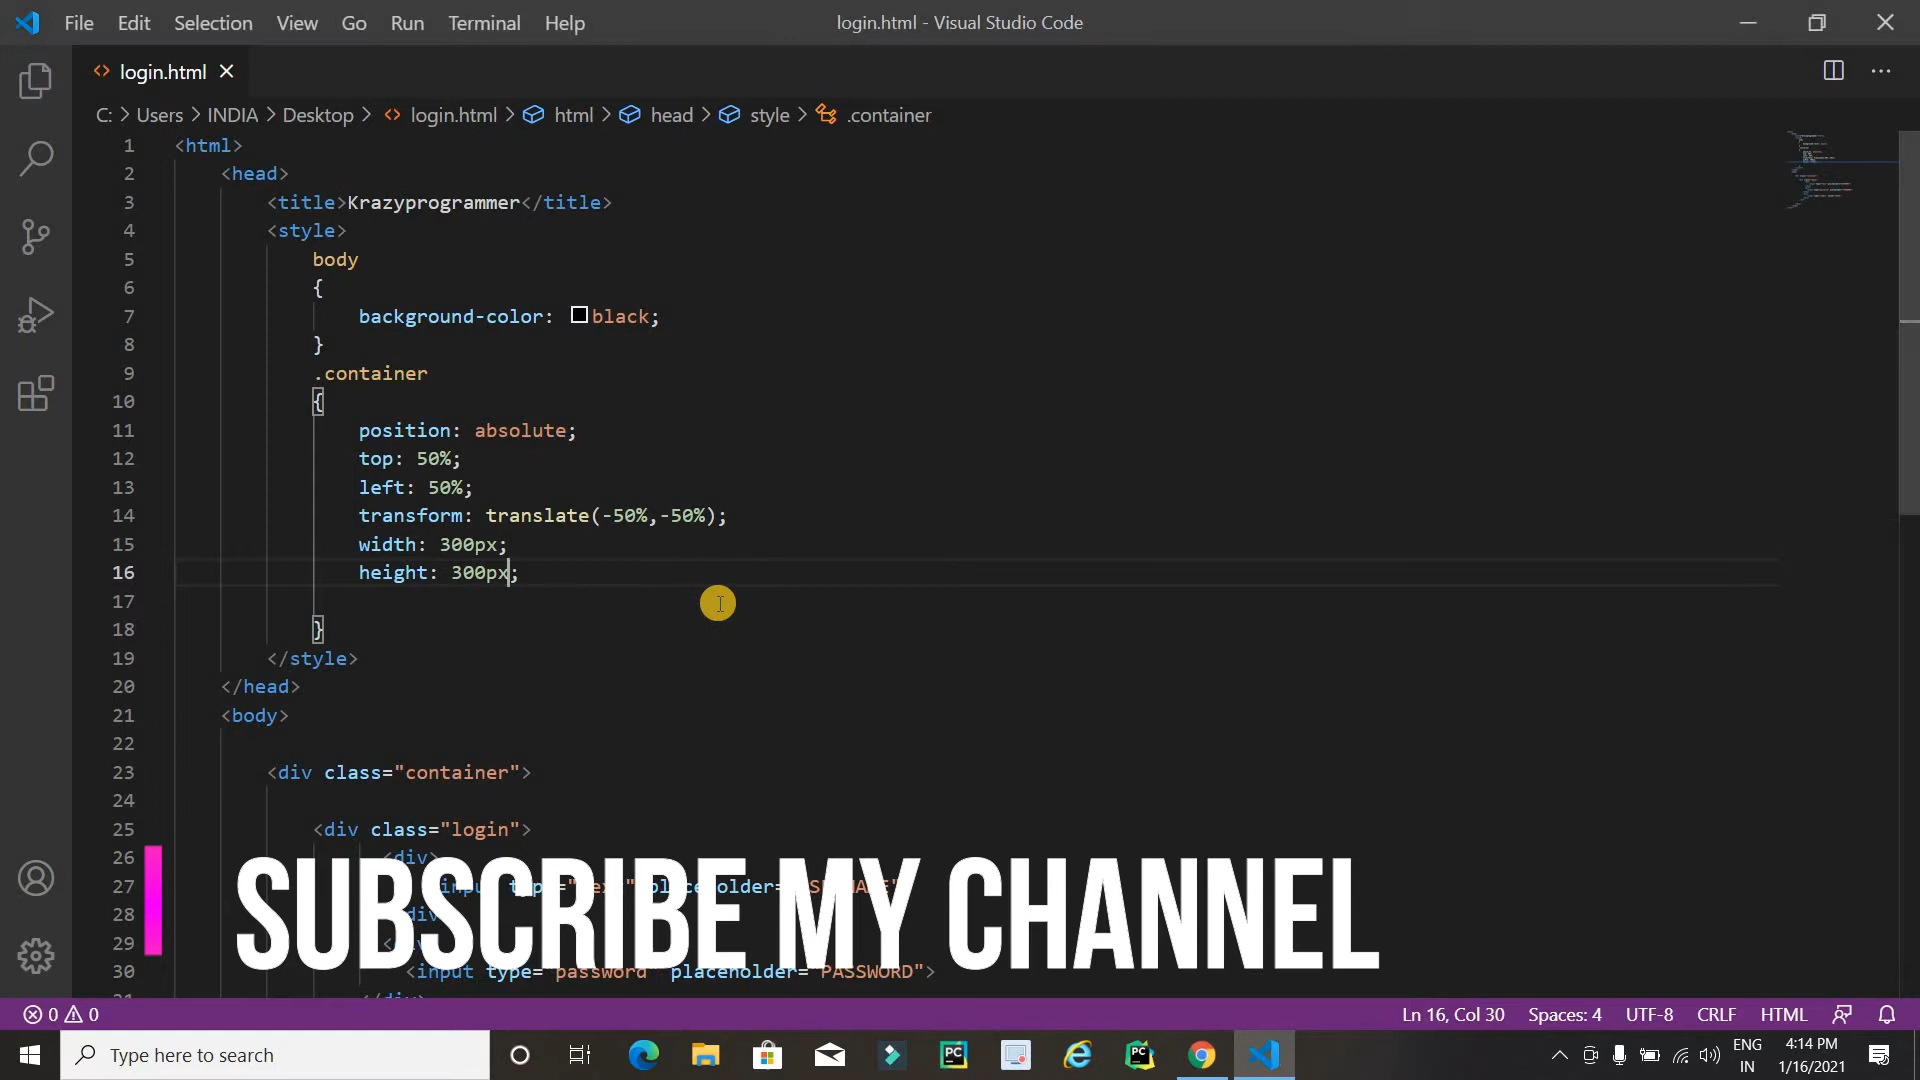 File Edit Selection View Go Run Terminal Help
login.html - Visual Studio Code
login.html
C: > Users > INDIA > Desktop > login.html > html > head > style > .container
1 <html>
2 <head>
3 <title>Krazyprogrammer</title>
4 <style>
5 body
6 {
7 background-color: black;
8 }
9 .container
10 {
11 position: absolute;
12 top: 50%;
13 left: 50%;
14 transform: translate(-50%,-50%);
15 width: 300px;
16 height: 300px;
17
18 }
19 </style>
20 </head>
21 <body>
22
23 <div class="container">
24
25 <div class="login">
26 <div>
27
28
29
30 <input type="password" placeholder="PASSWORD">
SUBSCRIBE MY CHANNEL
0 0
Ln 16, Col 30 Spaces: 4 UTF-8 CRLF HTML
Type here to search
ENG
IN
4:14 PM
1/16/2021